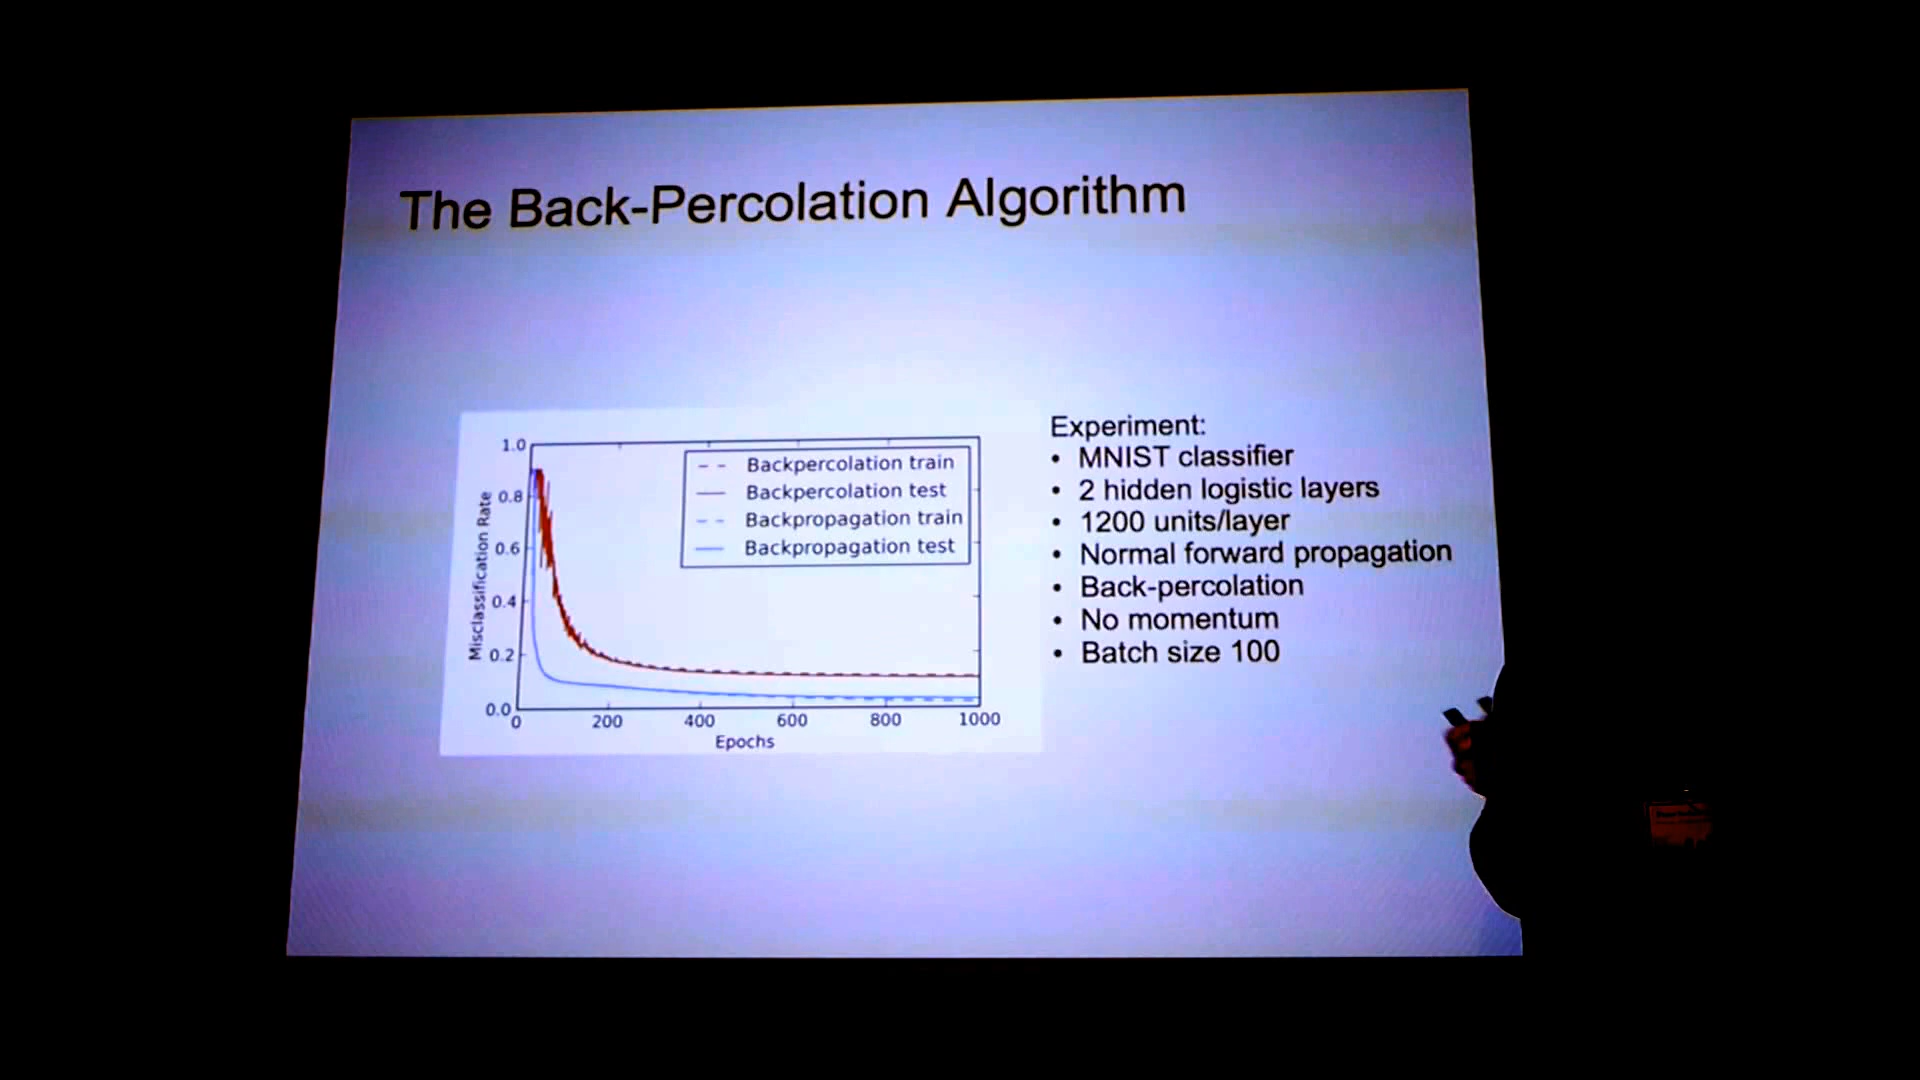 The Back-Percolation Algorithm
1.0
0.8
0.6
0.4
0.2
0.0
Misclassification Rate
0
200
400
600
800
1000
Epochs
Backpercolation train
Backpercolation test
Backpropagation train
Backpropagation test
Experiment:
• MNIST classifier
• 2 hidden logistic layers
• 1200 units/layer
• Normal forward propagation
• Back-percolation
• No momentum
• Batch size 100